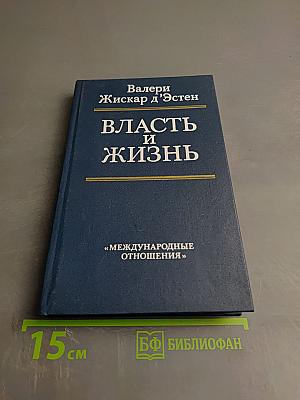 Валери
Жискар д'Эстен
ВЛАСТЬ
И
ЖИЗНЬ
«МЕЖДУНАРОДНЫЕ
ОТНОШЕНИЯ»
15 см
БФ БИБЛИОФАН